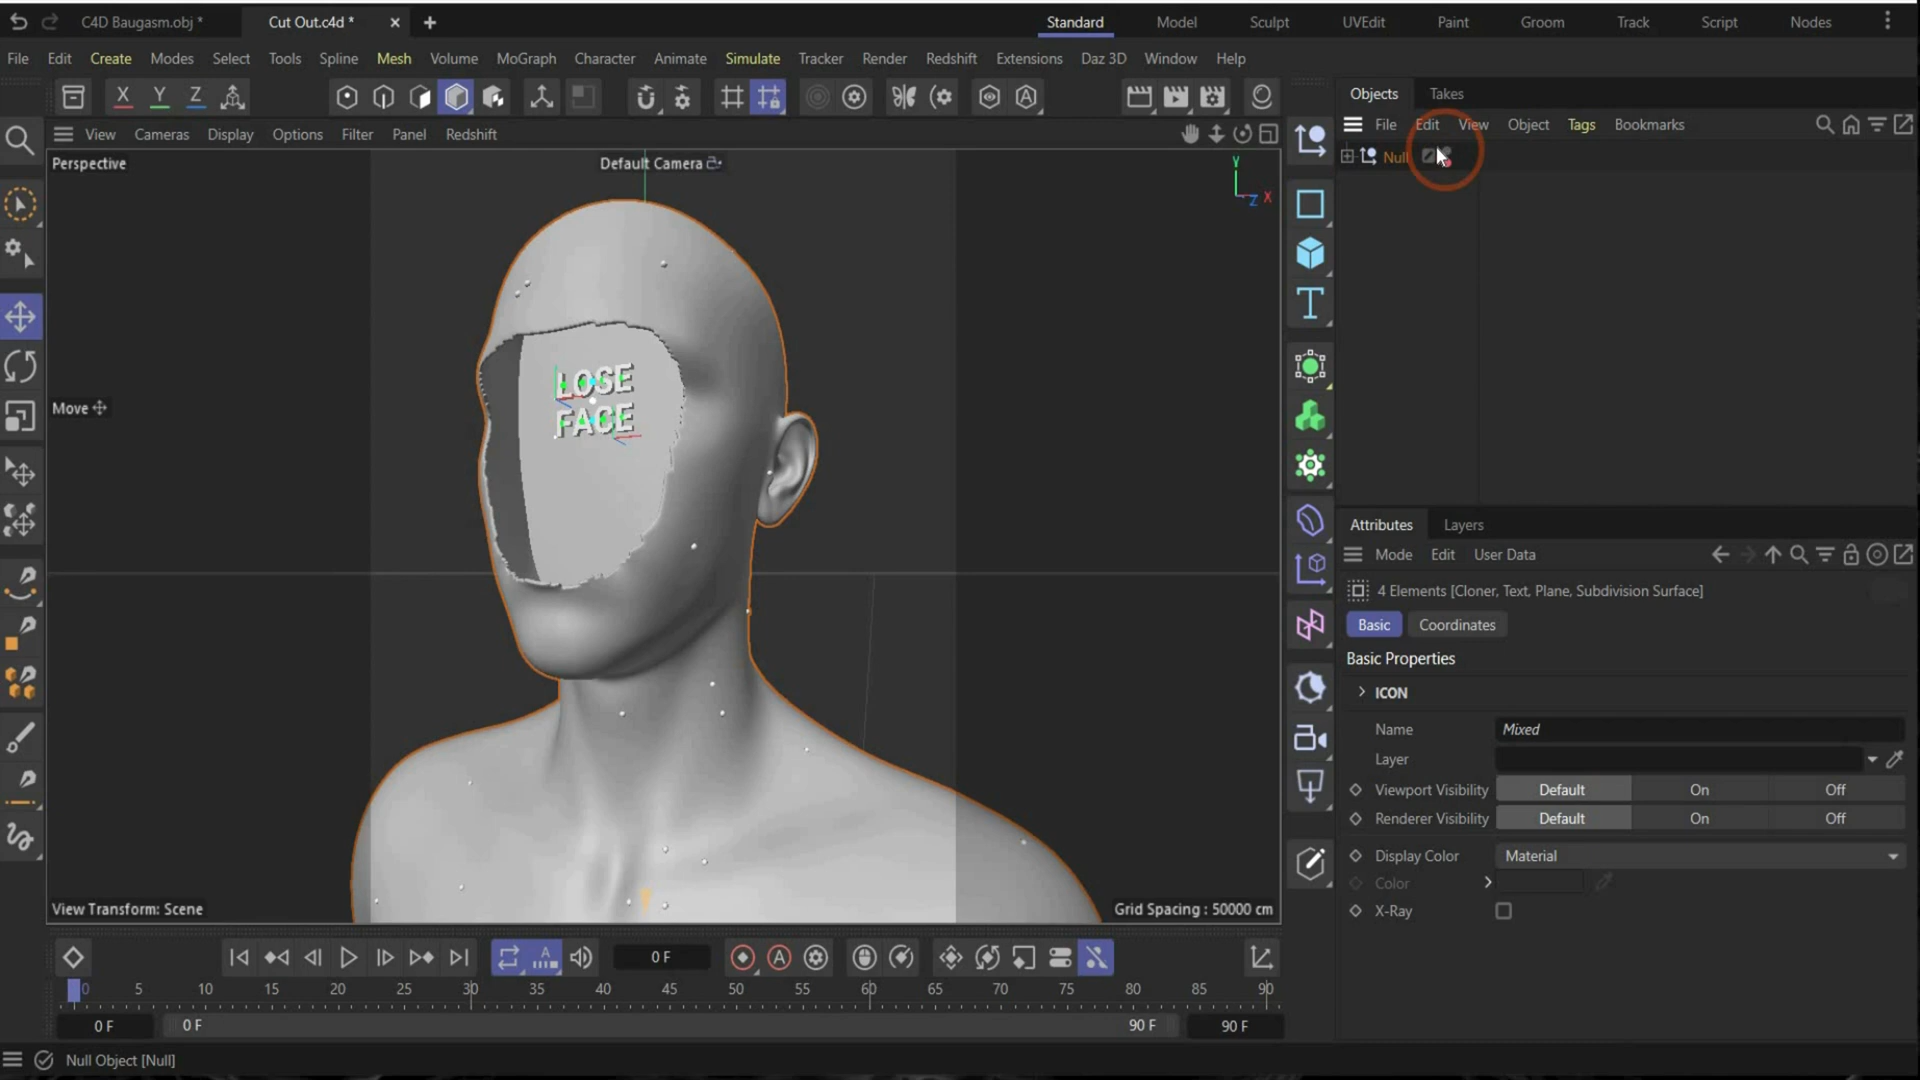 C4D Baugasm.obj *
Cut Out.c4d *
Standard
Model
Sculpt
UVEdit
Paint
Groom
Track
Script
Nodes
File
Edit
Create
Modes
Select
Tools
Spline
Mesh
Volume
MoGraph
Character
Animate
Simulate
Tracker
Render
Redshift
Extensions
Daz 3D
Window
Help
X
Y
Z
Objects
Takes
File
Edit
View
Object
Tags
Bookmarks
Null
View
Cameras
Display
Options
Filter
Panel
Redshift
Perspective
Default Camera
Y
Z
X
LOSE
FACE
Move
View Transform: Scene
Grid Spacing : 50000 cm
Attributes
Layers
Mode
Edit
User Data
4 Elements [Cloner, Text, Plane, Subdivision Surface]
Basic
Coordinates
Basic Properties
ICON
Name
Mixed
Layer
Viewport Visibility
Default
On
Off
Renderer Visibility
Default
On
Off
Display Color
Material
Color
X-Ray
0 F
0
5
10
15
20
25
30
35
40
45
50
55
60
65
70
75
80
85
90
0 F
0 F
90 F
90 F
Null Object [Null]